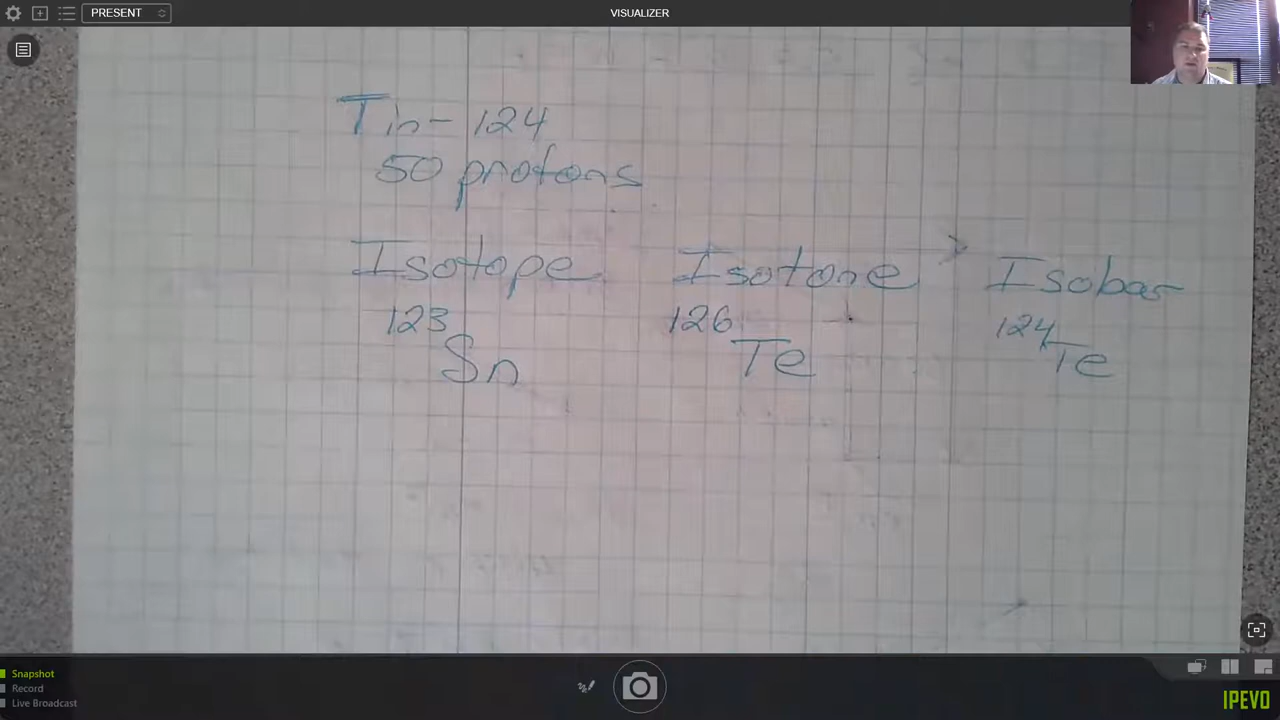 PRESENT
VISUALIZER
Tin-124
50 protons
Isotope Isotone Isobar
123 126 124
Sn Te Te
Snapshot
Record
Live Broadcast
IPEVO